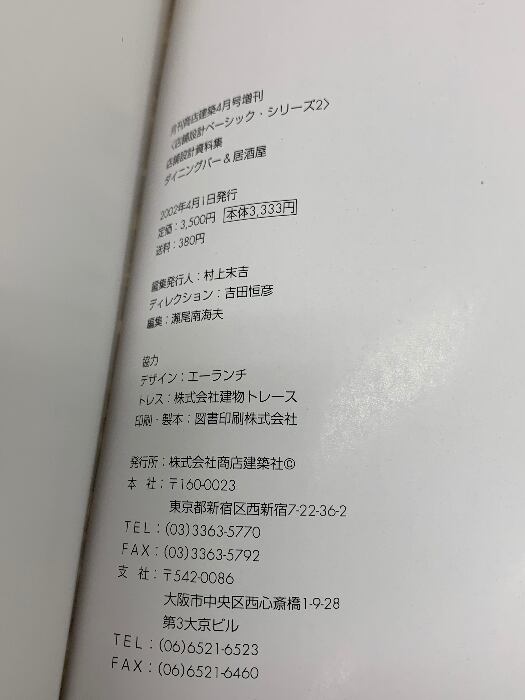 月刊商店建築4月号増刊
〈店舗設計ベーシック・シリーズ2〉
店舗設計資料集
ダイニングバー&居酒屋
2002年4月1日発行
定価：3,500円 本体3,333円
送料：380円
編集発行人：村上末吉
ディレクション：吉田恒彦
編集：瀬尾南海夫
協力
デザイン：エーランチ
トレス：株式会社建物トレース
印刷・製本：図書印刷株式会社
発行所：株式会社商店建築社©
本　社：〒160-0023
東京都新宿区西新宿7-22-36-2
TEL：(03)3363-5770
FAX：(03)3363-5792
支　社：〒542-0086
大阪市中央区西心斎橋1-9-28
第3大京ビル
TEL：(06)6521-6523
FAX：(06)6521-6460